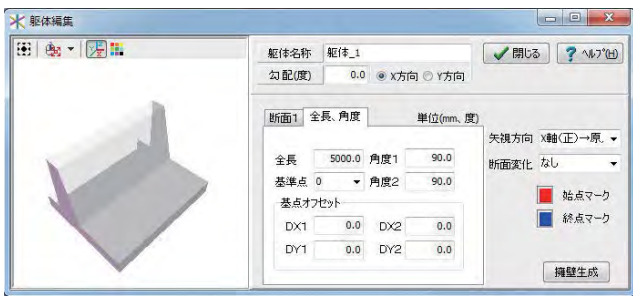 躯体編集
躯体名称 躯体_1
勾配(度) 0.0 X方向 Y方向
閉じる ヘルプ(H)
断面1 全長、角度 単位(mm、度)
全長 5000.0 角度1 90.0
基準点 0 角度2 90.0
基点オフセット
DX1 0.0 DX2 0.0
DY1 0.0 DY2 0.0
矢視方向 X軸(正)→原.
断面変化 なし
始点マーク
終点マーク
擁壁生成